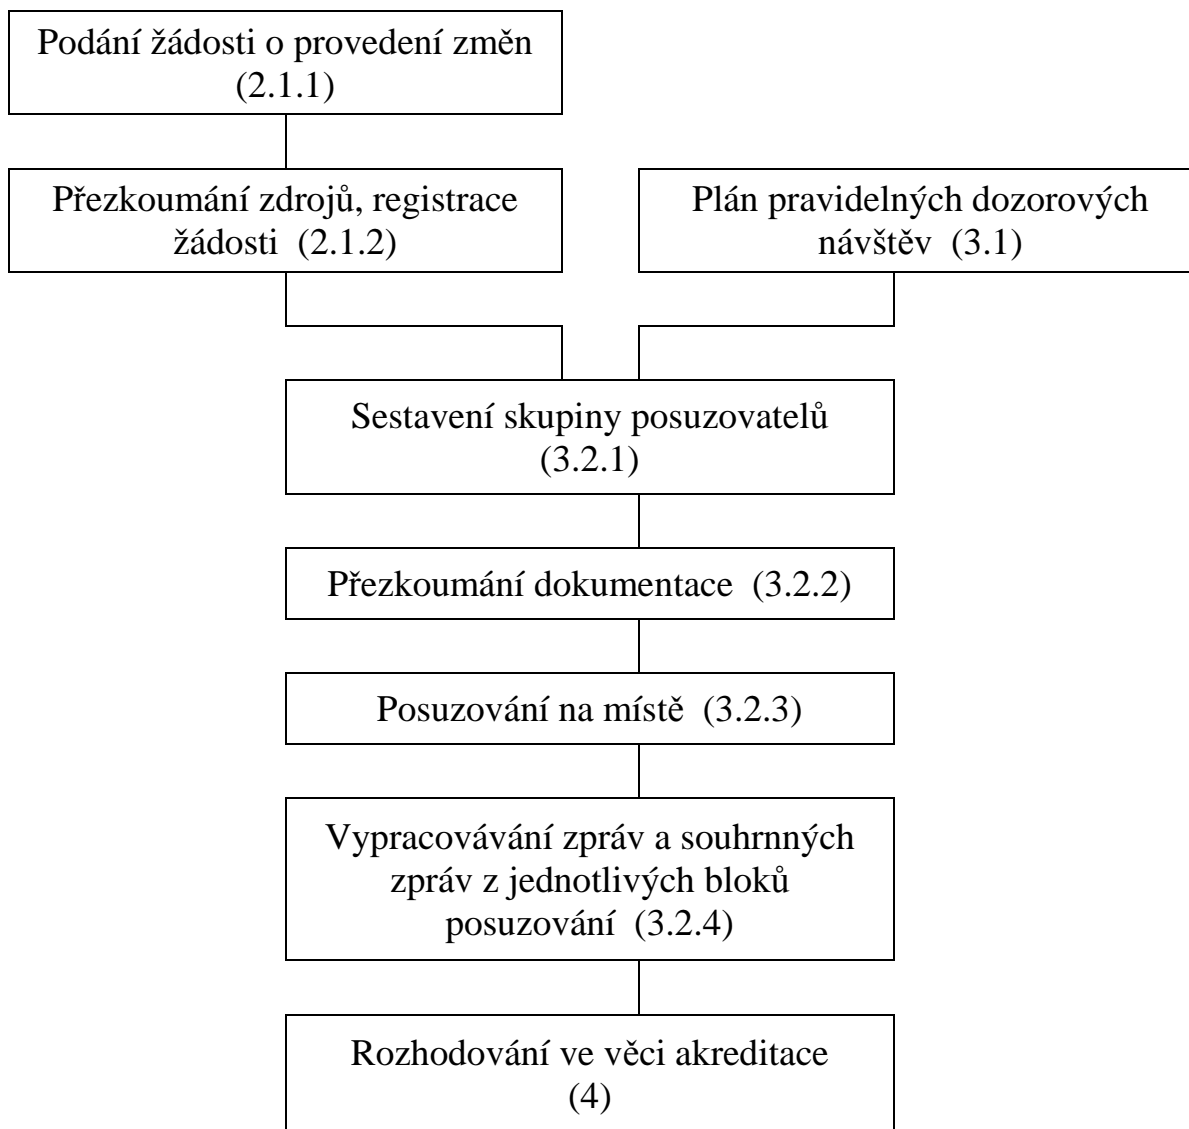 Podání žádosti o provedení změn
(2.1.1)
Přezkoumání zdrojů, registrace
žádosti (2.1.2)
Plán pravidelných dozorových
návštěv (3.1)
Sestavení skupiny posuzovatelů
(3.2.1)
Přezkoumání dokumentace (3.2.2)
Posuzování na místě (3.2.3)
Vypracovávání zpráv a souhrnných
zpráv z jednotlivých bloků
posuzování (3.2.4)
Rozhodování ve věci akreditace
(4)